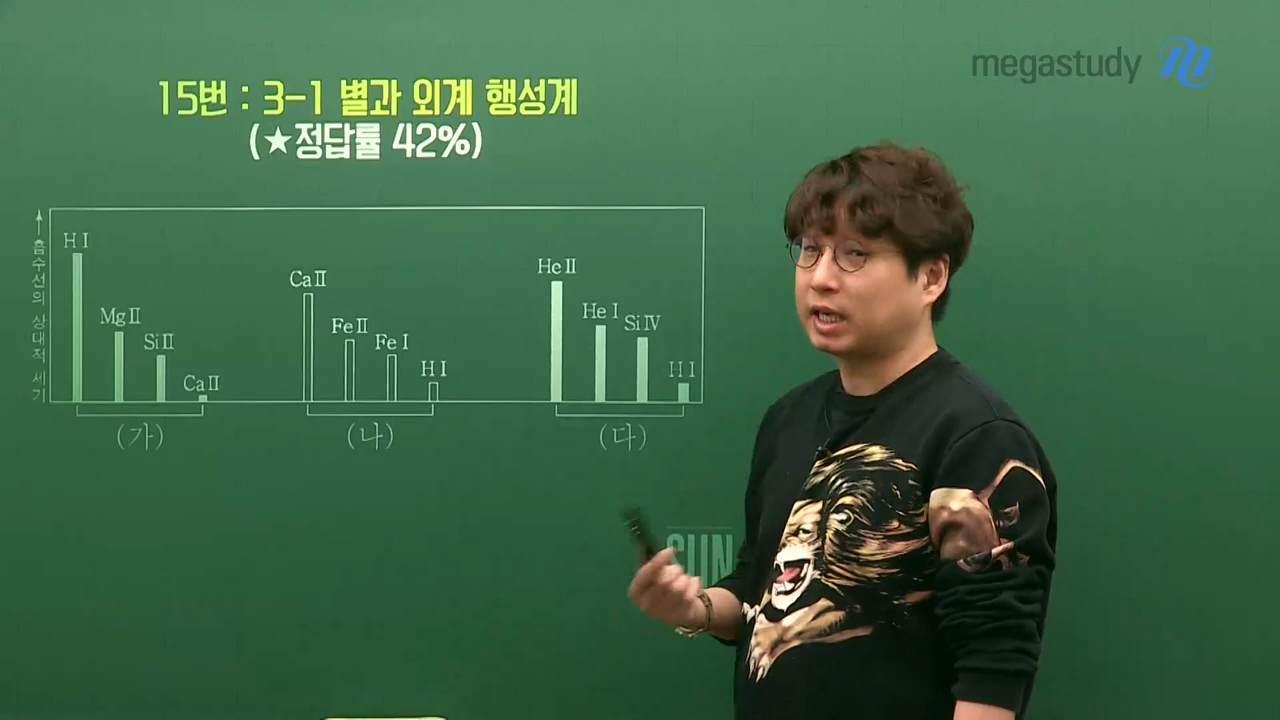 megastudy
15번 : 3-1 별과 외계 행성계
(★정답률 42%)
흡수선의 상대적 세기
H I
Mg II
Si II
Ca II
Ca II
Fe II
Fe I
H I
He II
He I
Si IV
H I
(가)
(나)
(다)
SUN